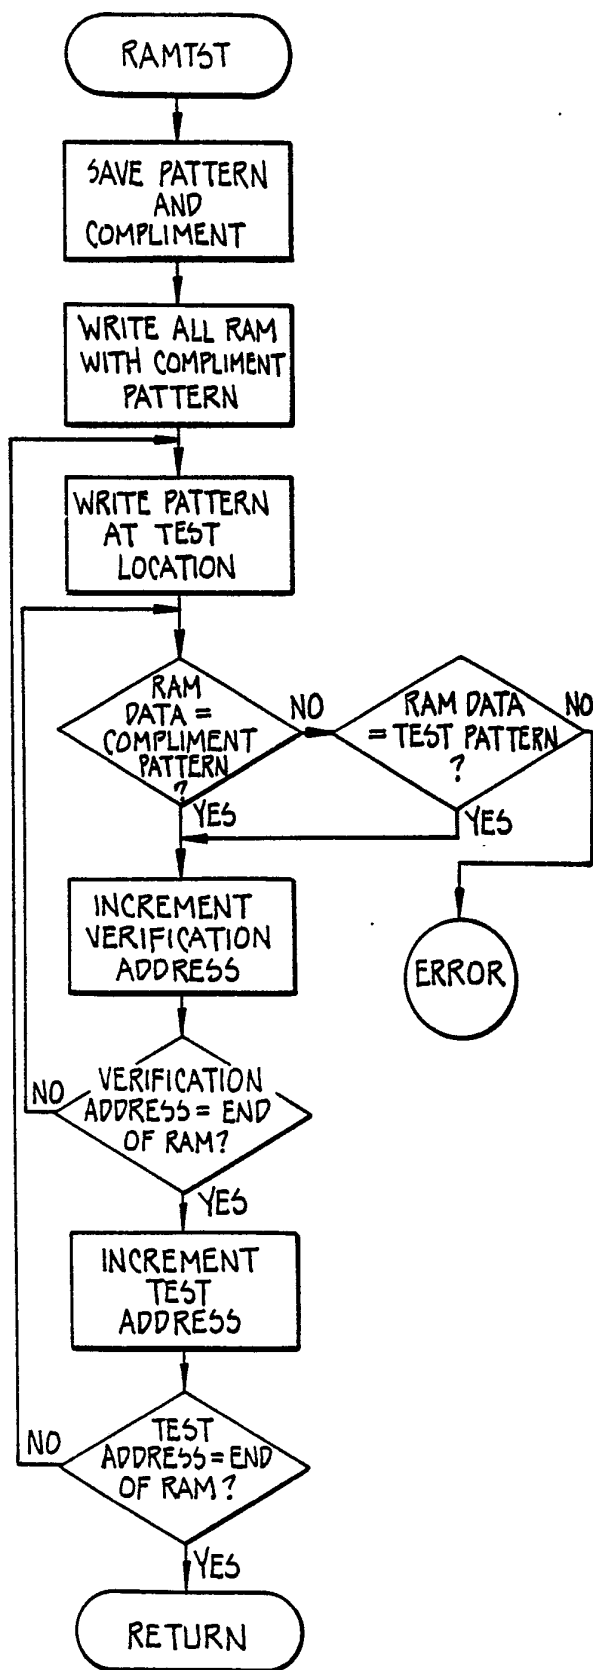 RAMTST
SAVE PATTERN
AND
COMPLIMENT
WRITE ALL RAM
WITH COMPLIMENT
PATTERN
WRITE PATTERN
AT TEST
LOCATION
RAM
DATA =
COMPLIMENT
PATTERN
?
NO
RAM DATA
= TEST PATTERN
?
NO
YES
YES
INCREMENT
VERIFICATION
ADDRESS
ERROR
VERIFICATION
ADDRESS = END
OF RAM?
NO
YES
INCREMENT
TEST
ADDRESS
TEST
ADDRESS = END
OF RAM?
NO
YES
RETURN